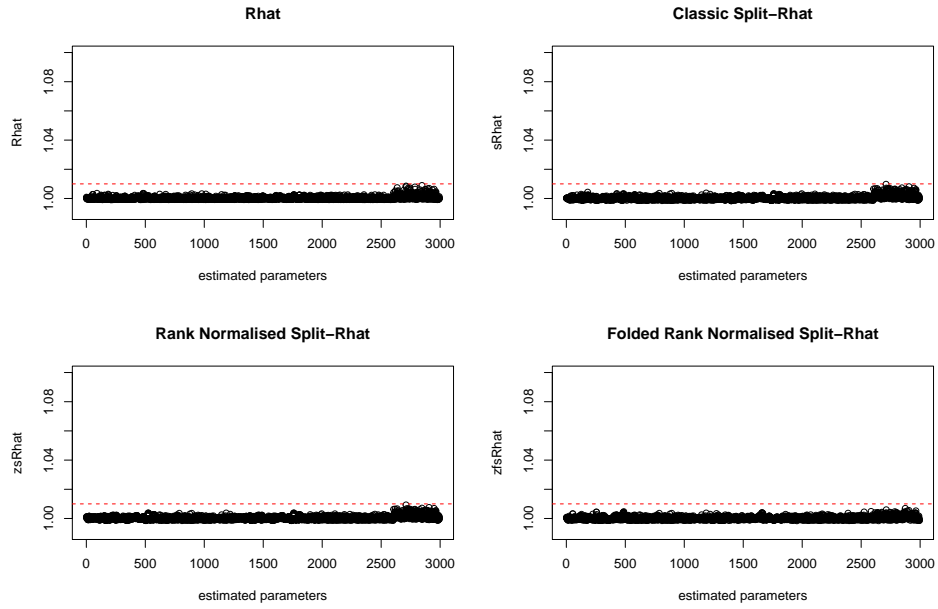 Rhat
Rhat
1.00 1.04 1.08
0 500 1000 1500 2000 2500 3000
estimated parameters
Classic Split−Rhat
sRhat
1.00 1.04 1.08
0 500 1000 1500 2000 2500 3000
estimated parameters
Rank Normalised Split−Rhat
zsRhat
1.00 1.04 1.08
0 500 1000 1500 2000 2500 3000
estimated parameters
Folded Rank Normalised Split−Rhat
zfsRhat
1.00 1.04 1.08
0 500 1000 1500 2000 2500 3000
estimated parameters